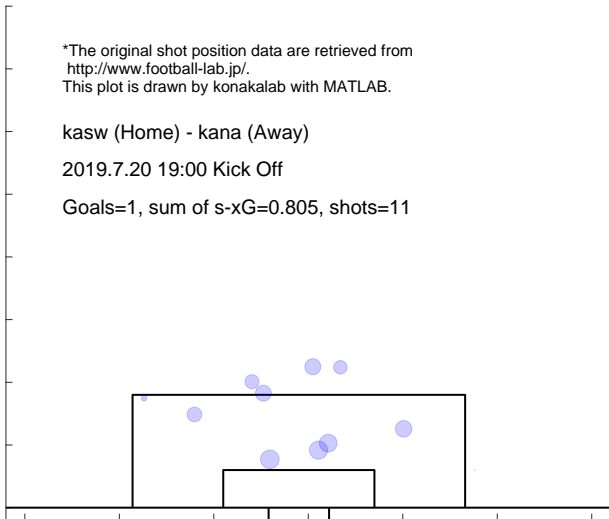 *The original shot position data are retrieved from
http://www.football-lab.jp/.
This plot is drawn by konakalab with MATLAB.
kasw (Home) - kana (Away)
2019.7.20 19:00 Kick Off
Goals=1, sum of s-xG=0.805, shots=11